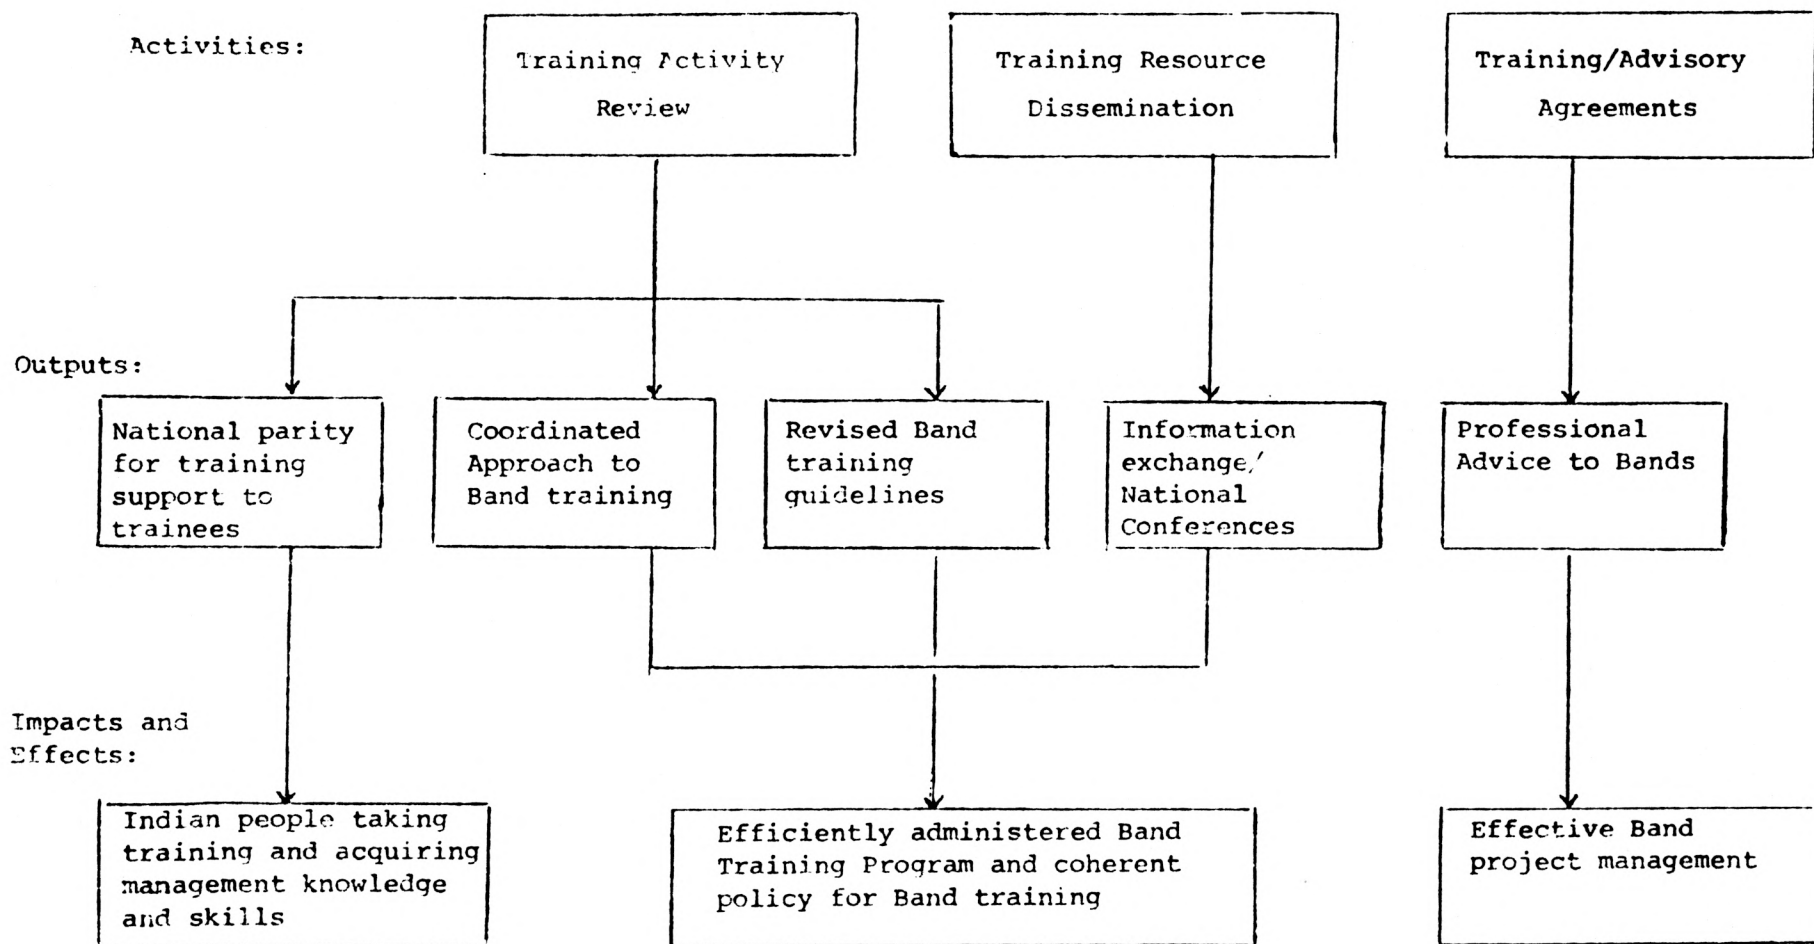 Activities:
Training Activity
Review
Training Resource
Dissemination
Training/Advisory
Agreements
Outputs:
National parity
for training
support to
trainees
Coordinated
Approach to
Band training
Revised Band
training
guidelines
Information
exchange/
National
Conferences
Professional
Advice to Bands
Impacts and
Effects:
Indian people taking
training and acquiring
management knowledge
and skills
Efficiently administered Band
Training Program and coherent
policy for Band training
Effective Band
project management